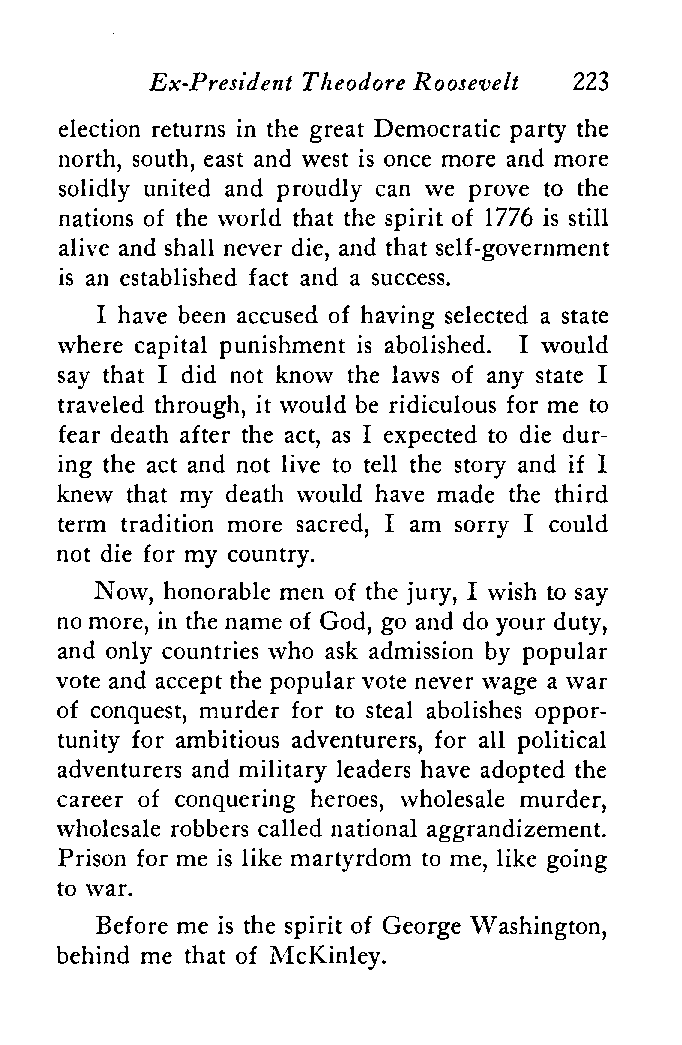 Ex-President Theodore Roosevelt 223
election returns in the great Democratic party the
north, south, east and west is once more and more
solidly united and proudly can we prove to the
nations of the world that the spirit of 1776 is still
alive and shall never die, and that self-government
is an established fact and a success.
I have been accused of having selected a state
where capital punishment is abolished. I would
say that I did not know the laws of any state I
traveled through, it would be ridiculous for me to
fear death after the act, as I expected to die dur-
ing the act and not live to tell the story and if I
knew that my death would have made the third
term tradition more sacred, I am sorry I could
not die for my country.
Now, honorable men of the jury, I wish to say
no more, in the name of God, go and do your duty,
and only countries who ask admission by popular
vote and accept the popular vote never wage a war
of conquest, murder for to steal abolishes oppor-
tunity for ambitious adventurers, for all political
adventurers and military leaders have adopted the
career of conquering heroes, wholesale murder,
wholesale robbers called national aggrandizement.
Prison for me is like martyrdom to me, like going
to war.
Before me is the spirit of George Washington,
behind me that of McKinley.